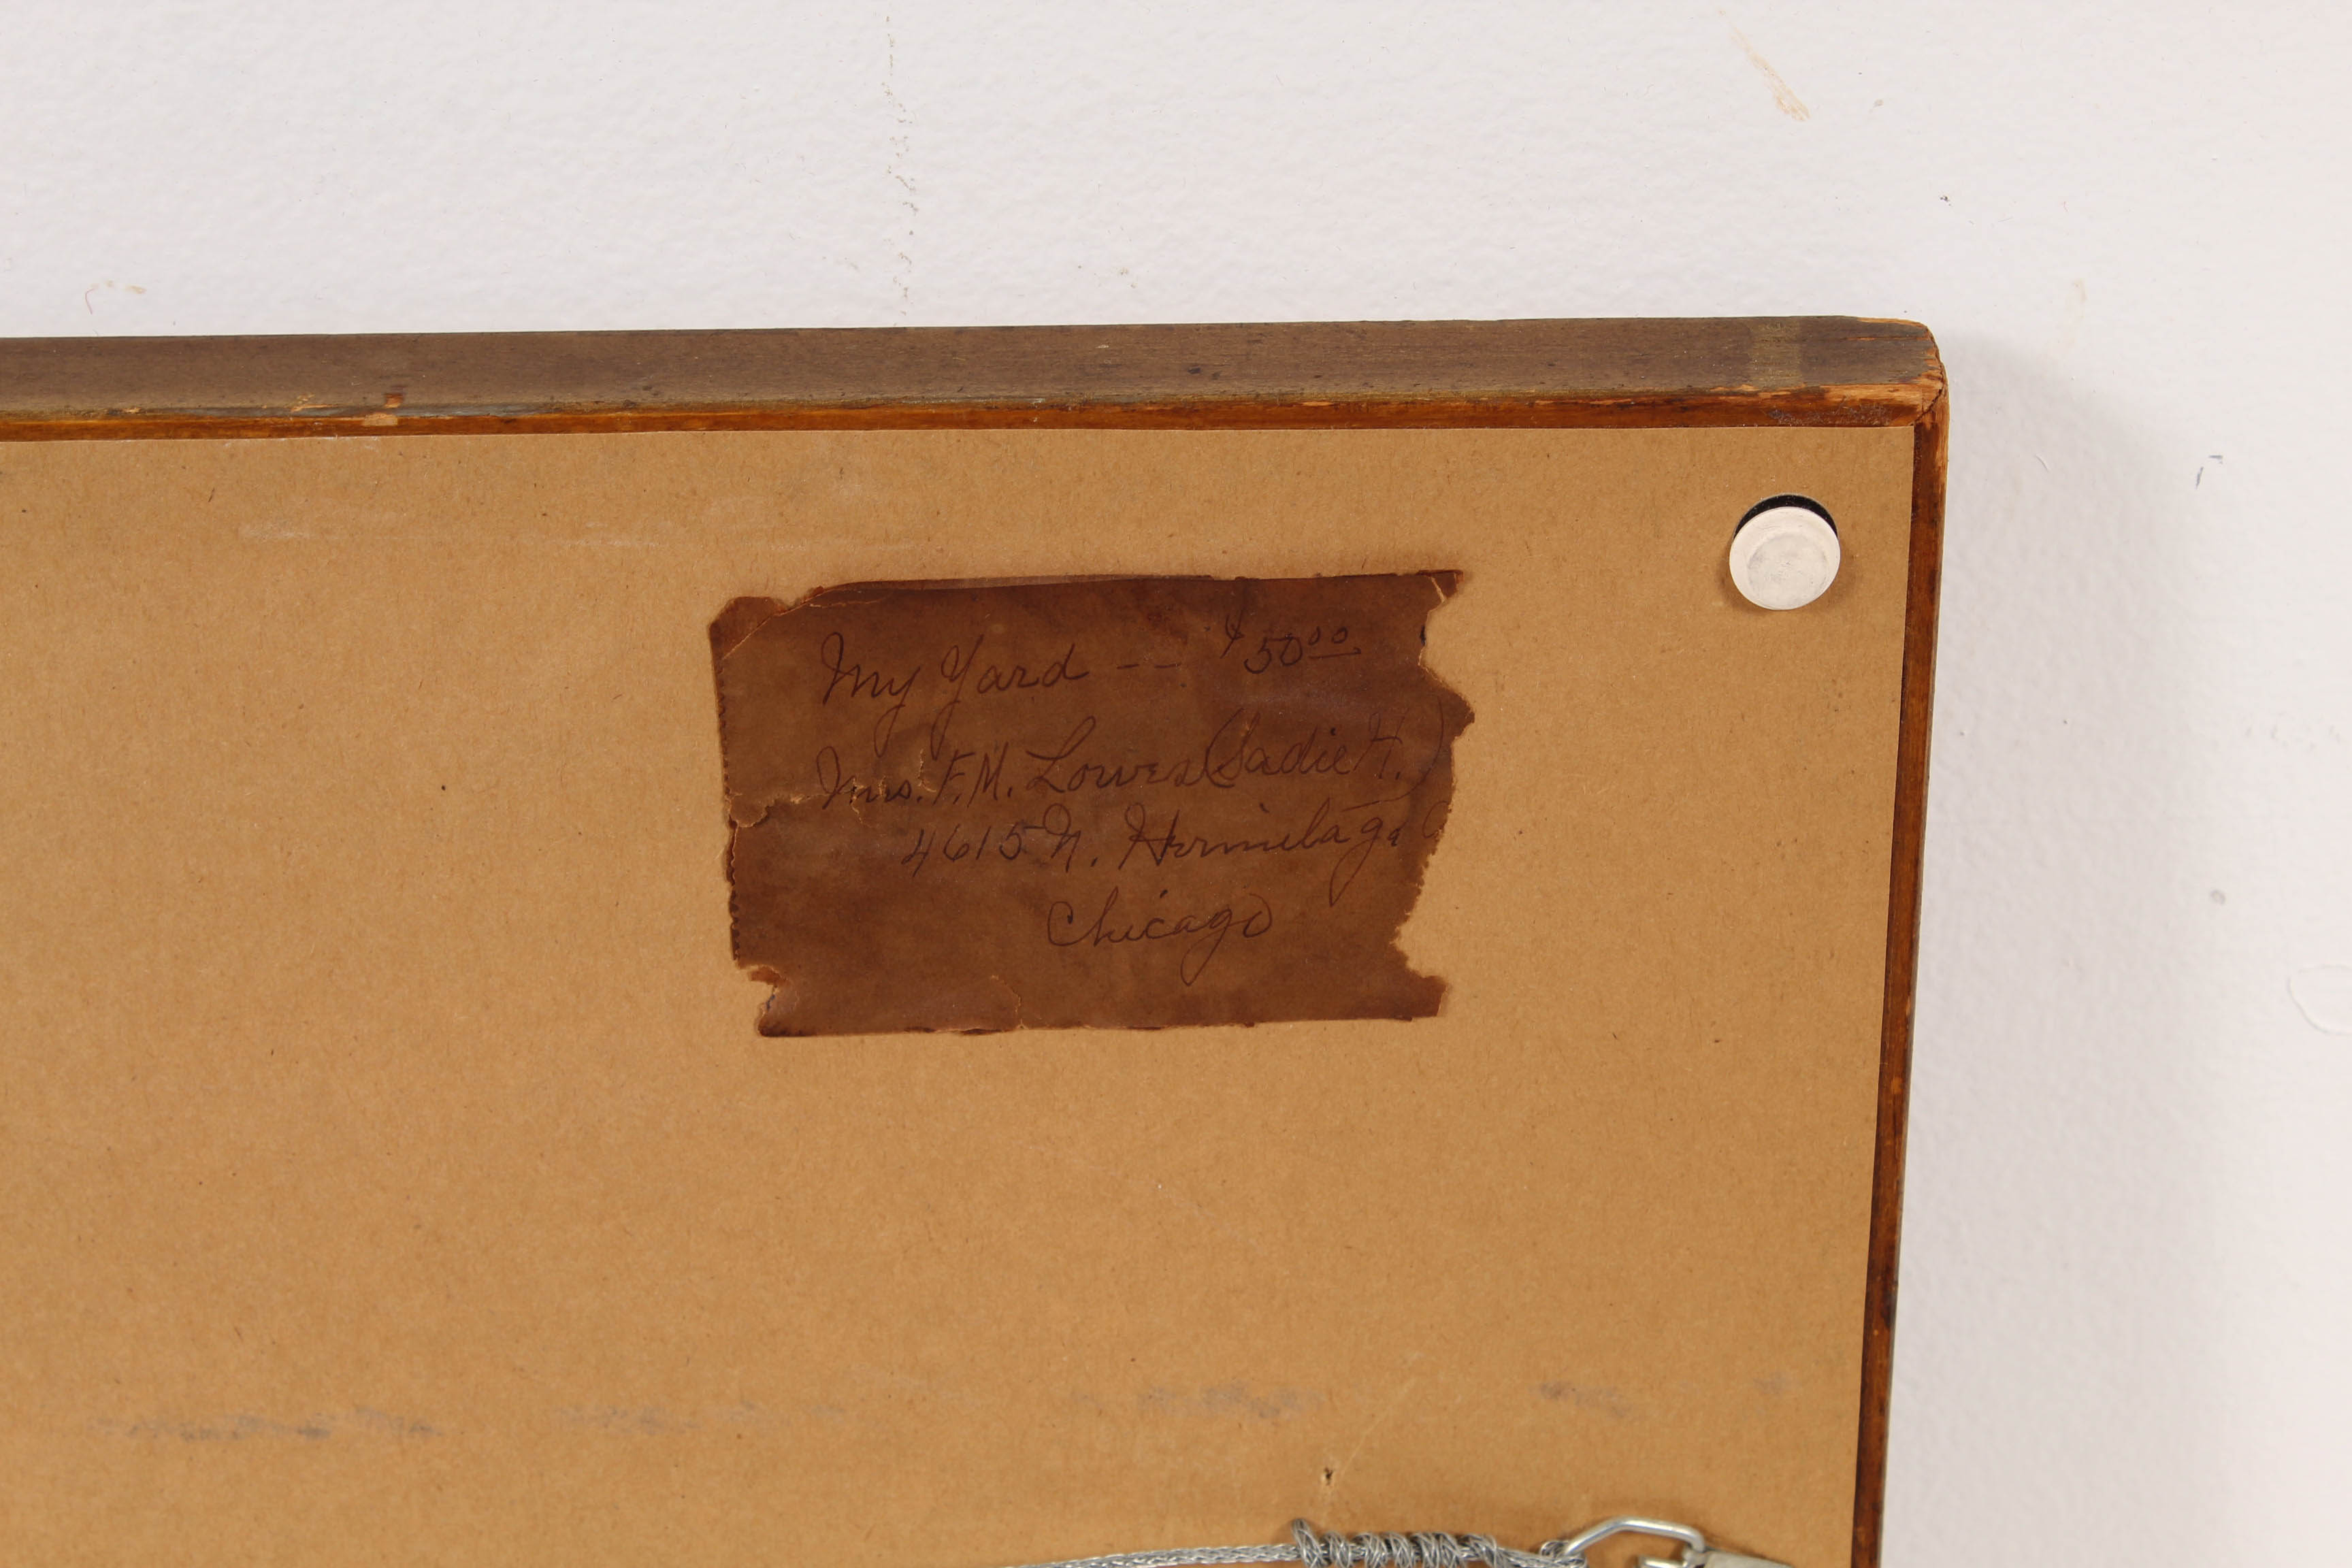 My Yard -- $50.00
Mrs. F.M. Lowes (Sadie H.)
4615 N. Hermitage
Chicago